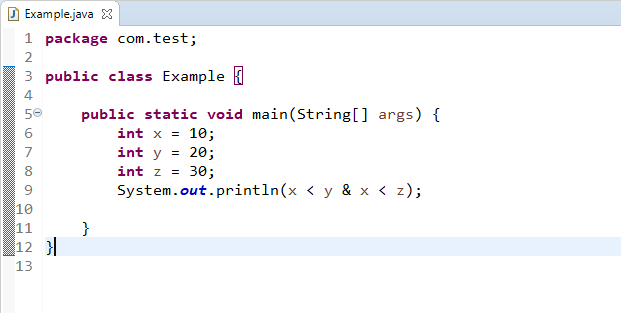 Example.java
1 package com.test;
2
3 public class Example {
4
5 public static void main(String[] args) {
6 int x = 10;
7 int y = 20;
8 int z = 30;
9 System.out.println(x < y & x < z);
10
11 }
12 }
13